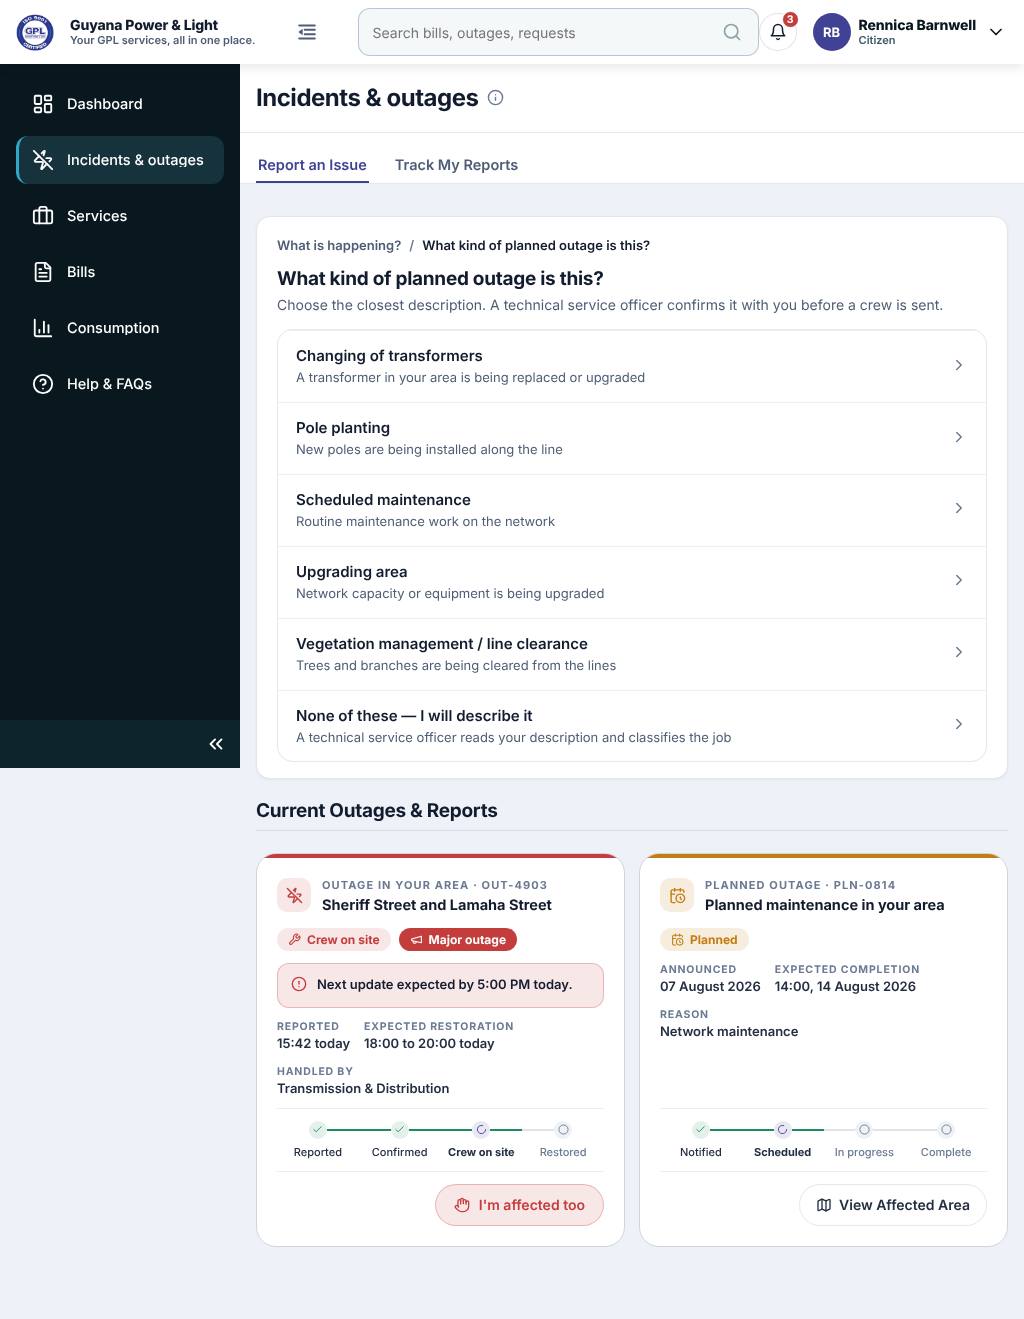 Guyana Power & Light
Your GPL services, all in one place.
Search bills, outages, requests
3
RB
Rennica Barnwell
Citizen
GPL
Dashboard
Incidents & outages
Services
Bills
Consumption
Help & FAQs
Incidents & outages
Report an Issue
Track My Reports
What is happening? / What kind of planned outage is this?
What kind of planned outage is this?
Choose the closest description. A technical service officer confirms it with you before a crew is sent.
Changing of transformers
A transformer in your area is being replaced or upgraded
Pole planting
New poles are being installed along the line
Scheduled maintenance
Routine maintenance work on the network
Upgrading area
Network capacity or equipment is being upgraded
Vegetation management / line clearance
Trees and branches are being cleared from the lines
None of these — I will describe it
A technical service officer reads your description and classifies the job
Current Outages & Reports
OUTAGE IN YOUR AREA · OUT-4903
Sheriff Street and Lamaha Street
Crew on site
Major outage
Next update expected by 5:00 PM today.
REPORTED
15:42 today
EXPECTED RESTORATION
18:00 to 20:00 today
HANDLED BY
Transmission & Distribution
Reported
Confirmed
Crew on site
Restored
I'm affected too
PLANNED OUTAGE · PLN-0814
Planned maintenance in your area
Planned
ANNOUNCED
07 August 2026
EXPECTED COMPLETION
14:00, 14 August 2026
REASON
Network maintenance
Notified
Scheduled
In progress
Complete
View Affected Area